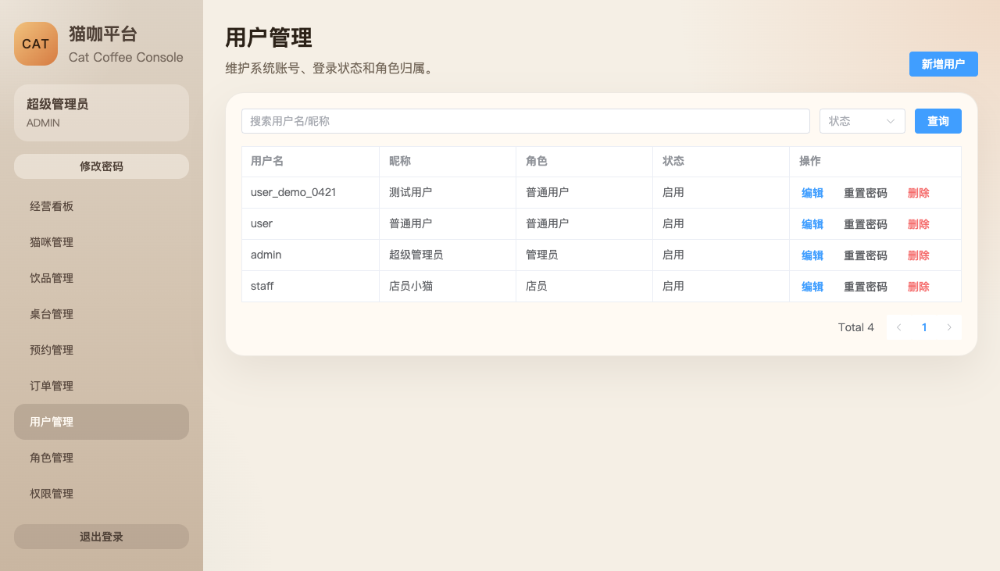 CAT
猫咖平台
Cat Coffee Console
超级管理员
ADMIN
修改密码
经营看板
猫咪管理
饮品管理
桌台管理
预约管理
订单管理
用户管理
角色管理
权限管理
退出登录
用户管理
维护系统账号、登录状态和角色归属。
新增用户
搜索用户名/昵称
状态
查询
用户名 昵称 角色 状态 操作
user_demo_0421 测试用户 普通用户 启用 编辑 重置密码 删除
user 普通用户 普通用户 启用 编辑 重置密码 删除
admin 超级管理员 管理员 启用 编辑 重置密码 删除
staff 店员小猫 店员 启用 编辑 重置密码 删除
Total 4 1